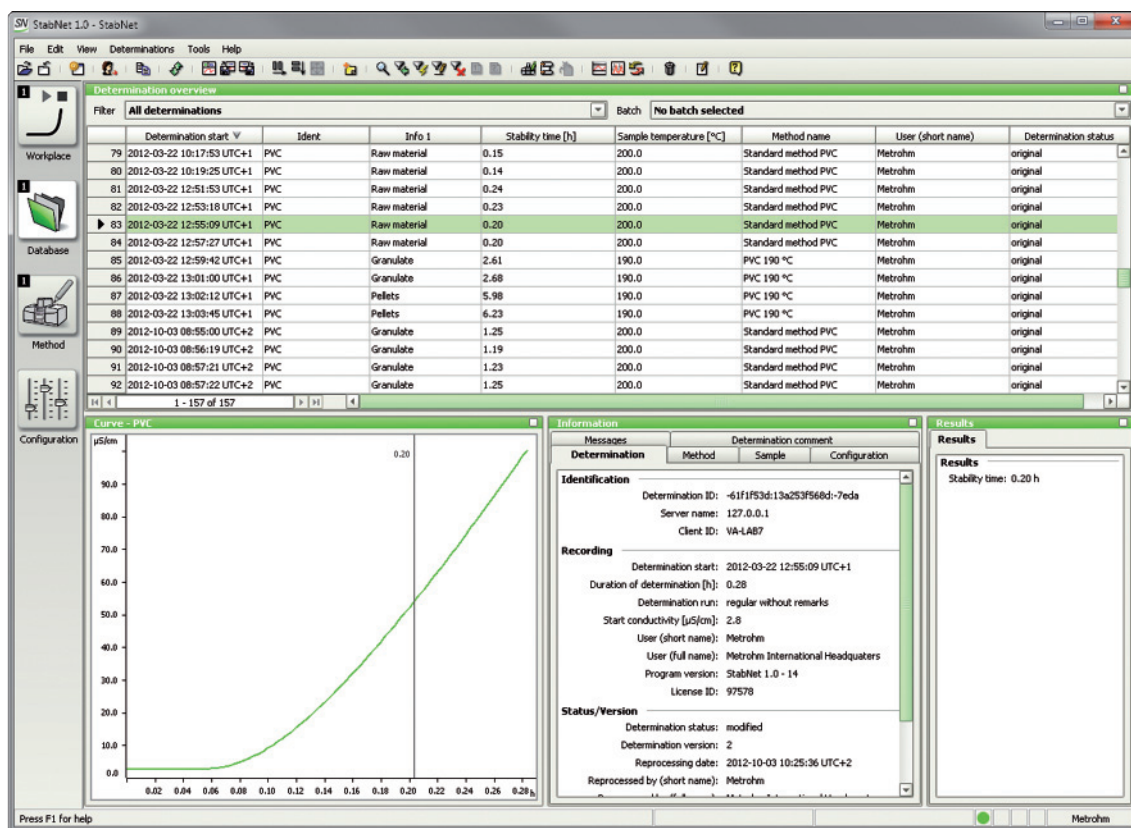 SN StabNet 1.0 - StabNet
File Edit View Determinations Tools Help
1
Workplace
1
Database
1
Method
Configuration
Determination overview
Filter All determinations Batch No batch selected
Determination start Ident Info 1 Stability time [h] Sample temperature [°C] Method name User (short name) Determination status
79 2012-03-22 10:17:53 UTC+1 PVC Raw material 0.15 200.0 Standard method PVC Metrohm original
80 2012-03-22 10:19:25 UTC+1 PVC Raw material 0.14 200.0 Standard method PVC Metrohm original
81 2012-03-22 12:51:53 UTC+1 PVC Raw material 0.24 200.0 Standard method PVC Metrohm original
82 2012-03-22 12:53:18 UTC+1 PVC Raw material 0.23 200.0 Standard method PVC Metrohm original
83 2012-03-22 12:55:09 UTC+1 PVC Raw material 0.20 200.0 Standard method PVC Metrohm original
84 2012-03-22 12:57:27 UTC+1 PVC Raw material 0.20 200.0 Standard method PVC Metrohm original
85 2012-03-22 12:59:42 UTC+1 PVC Granulate 2.61 190.0 PVC 190 °C Metrohm original
86 2012-03-22 13:01:00 UTC+1 PVC Granulate 2.68 190.0 PVC 190 °C Metrohm original
87 2012-03-22 13:02:12 UTC+1 PVC Pellets 5.98 190.0 PVC 190 °C Metrohm original
88 2012-03-22 13:03:45 UTC+1 PVC Pellets 6.23 190.0 PVC 190 °C Metrohm original
89 2012-10-03 08:55:00 UTC+2 PVC Granulate 1.25 200.0 Standard method PVC Metrohm original
90 2012-10-03 08:56:19 UTC+2 PVC Granulate 1.19 200.0 Standard method PVC Metrohm original
91 2012-10-03 08:57:21 UTC+2 PVC Granulate 1.23 200.0 Standard method PVC Metrohm original
92 2012-10-03 08:57:22 UTC+2 PVC Granulate 1.25 200.0 Standard method PVC Metrohm original
1 - 157 of 157
Curve - PVC
µS/cm
0.20
90.0
80.0
70.0
60.0
50.0
40.0
30.0
20.0
10.0
0.0
0.02 0.04 0.06 0.08 0.10 0.12 0.14 0.16 0.18 0.20 0.22 0.24 0.26 0.28 h
Information
Messages Determination comment
Determination Method Sample Configuration
Identification
Determination ID: -61f1f53d:13a253f568d:-7eda
Server name: 127.0.0.1
Client ID: VA-LAB7
Recording
Determination start: 2012-03-22 12:55:09 UTC+1
Duration of determination [h]: 0.28
Determination run: regular without remarks
Start conductivity [µS/cm]: 2.8
User (short name): Metrohm
User (full name): Metrohm International Headquaters
Program version: StabNet 1.0 - 14
License ID: 97578
Status/Version
Determination status: modified
Determination version: 2
Reprocessing date: 2012-10-03 10:25:36 UTC+2
Reprocessed by (short name): Metrohm
Results
Results
Results
Stability time: 0.20 h
Press F1 for help
Metrohm